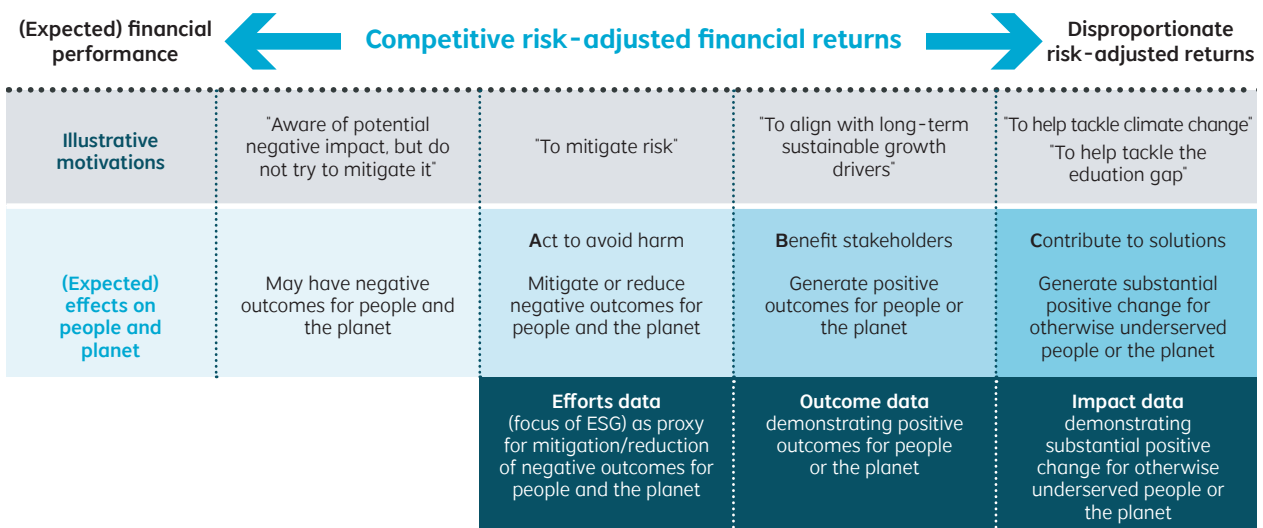 (Expected) financial
performance
Competitive risk-adjusted financial returns
Disproportionate
risk-adjusted returns
Illustrative
motivations
"Aware of potential
negative impact, but do
not try to mitigate it"
"To mitigate risk"
"To align with long-term
sustainable growth
drivers"
"To help tackle climate change"
"To help tackle the
eduation gap"
(Expected)
effects on
people and
planet
May have negative
outcomes for people and
the planet
Act to avoid harm
Mitigate or reduce
negative outcomes for
people and the planet
Benefit stakeholders
Generate positive
outcomes for people or
the planet
Contribute to solutions
Generate substantial
positive change for
otherwise underserved
people or the planet
Efforts data
(focus of ESG) as proxy
for mitigation/reduction
of negative outcomes for
people and the planet
Outcome data
demonstrating positive
outcomes for people
or the planet
Impact data
demonstrating
substantial positive
change for otherwise
underserved people or
the planet